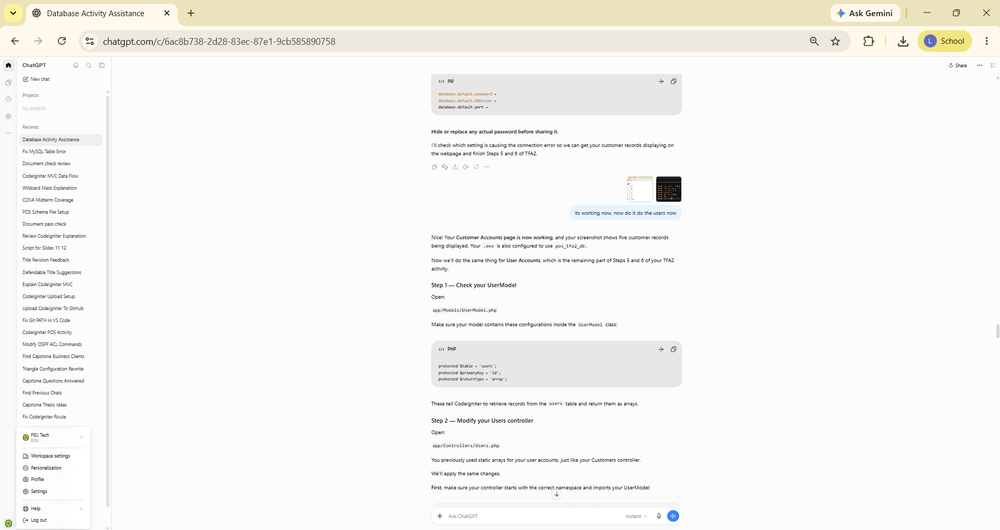 Database Activity Assistance
Ask Gemini
chatgpt.com/c/6ac8b738-2d28-83ec-87e1-9cb585890758
L
School
ChatGPT
New chat
Projects
No projects
Recents
Database Activity Assistance
Fix MySQL Table Error
Document check review
CodeIgniter MVC Data Flow
Wildcard Mask Explanation
CCNA Midterm Coverage
POS Schema File Setup
Document pass check
Review CodeIgniter Explanation
Script for Slides 11 12
Title Revision Feedback
Defendable Title Suggestions
Explain CodeIgniter MVC
CodeIgniter Upload Setup
Upload CodeIgniter To GitHub
Fix Git PATH in VS Code
CodeIgniter POS Activity
Modify OSPF ACL Commands
Find Capstone Business Clients
Triangle Configuration Rewrite
Capstone Questions Answered
Find Previous Chats
Capstone Thesis Ideas
Fix CodeIgniter Route
FEU Tech
EDU
Workspace settings
Personalization
Profile
Settings
Help
Log out
Share
INI
database.default.password =
database.default.DBDriver =
database.default.port =
Hide or replace any actual password before sharing it.
I'll check which setting is causing the connection error so we can get your customer records displaying on
the webpage and finish Steps 5 and 6 of TFA2.
its working now, now do it do the users now
Nice! Your Customer Accounts page is now working, and your screenshot shows five customer records
being displayed. Your .env is also configured to use pos_tfa2_db.
Now we'll do the same thing for User Accounts, which is the remaining part of Steps 5 and 6 of your TFA2
activity.
Step 1 — Check your UserModel
Open:
app/Models/UserModel.php
Make sure your model contains these configurations inside the UserModel class:
PHP
protected $table = 'users';
protected $primaryKey = 'id';
protected $returnType = 'array';
These tell CodeIgniter to retrieve records from the users table and return them as arrays.
Step 2 — Modify your Users controller
Open:
app/Controllers/Users.php
You previously used static arrays for your user accounts, just like your Customers controller.
We'll apply the same changes.
First, make sure your controller starts with the correct namespace and imports your UserModel:
Ask ChatGPT
Instant